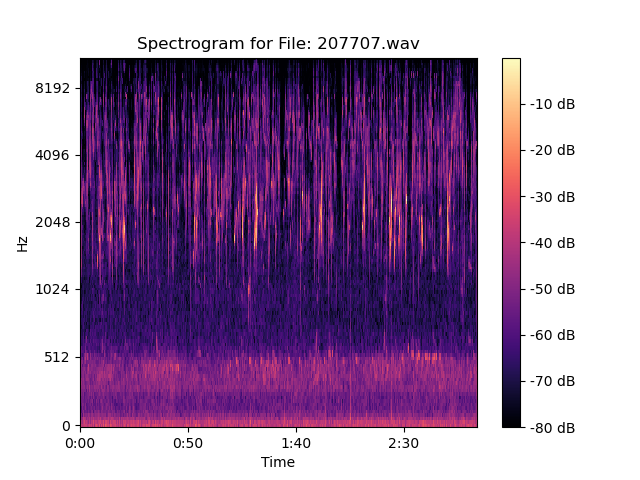 Spectrogram for File: 207707.wav
8192
4096
2048
1024
512
0
Hz
0:00
0:50
1:40
2:30
Time
-10 dB
-20 dB
-30 dB
-40 dB
-50 dB
-60 dB
-70 dB
-80 dB